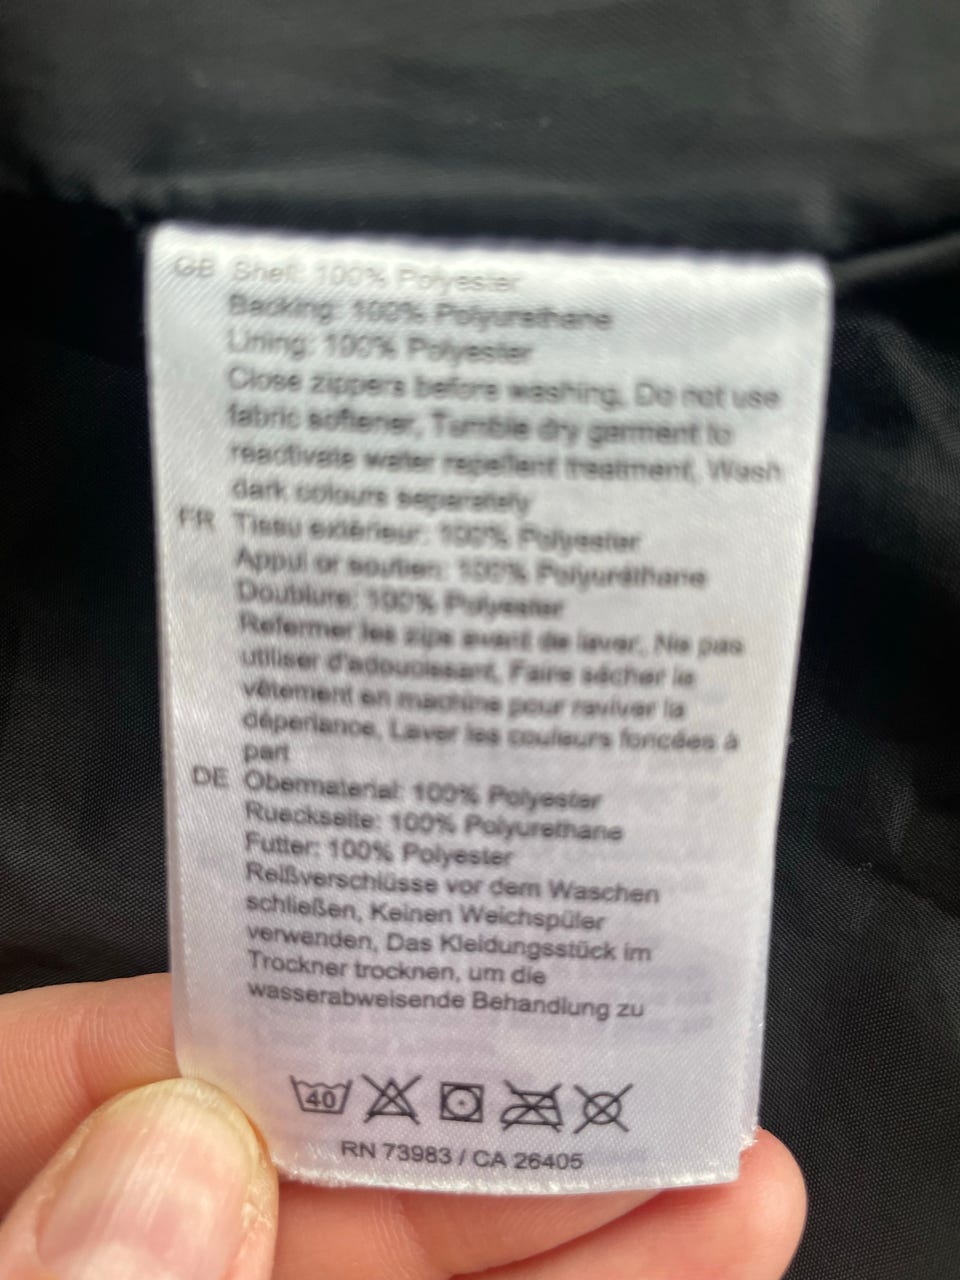 GB Shell: 100% Polyester
Backing: 100% Polyurethane
Lining: 100% Polyester
Close zippers before washing, Do not use
fabric softener, Tumble dry garment to
reactivate water repellent treatment, Wash
dark colours separately
FR Tissu extérieur: 100% Polyester
Appui or soutien: 100% Polyuréthane
Doublure: 100% Polyester
Refermer les zips avant de laver, Ne pas
utiliser d'adoucissant, Faire sécher le
vêtement en machine pour raviver la
déperlance, Laver les couleurs foncées à
part
DE Obermaterial: 100% Polyester
Rueckseite: 100% Polyurethane
Futter: 100% Polyester
Reißverschlüsse vor dem Waschen
schließen, Keinen Weichspüler
verwenden, Das Kleidungsstück im
Trockner trocknen, um die
wasserabweisende Behandlung zu
40
RN 73983 / CA 26405